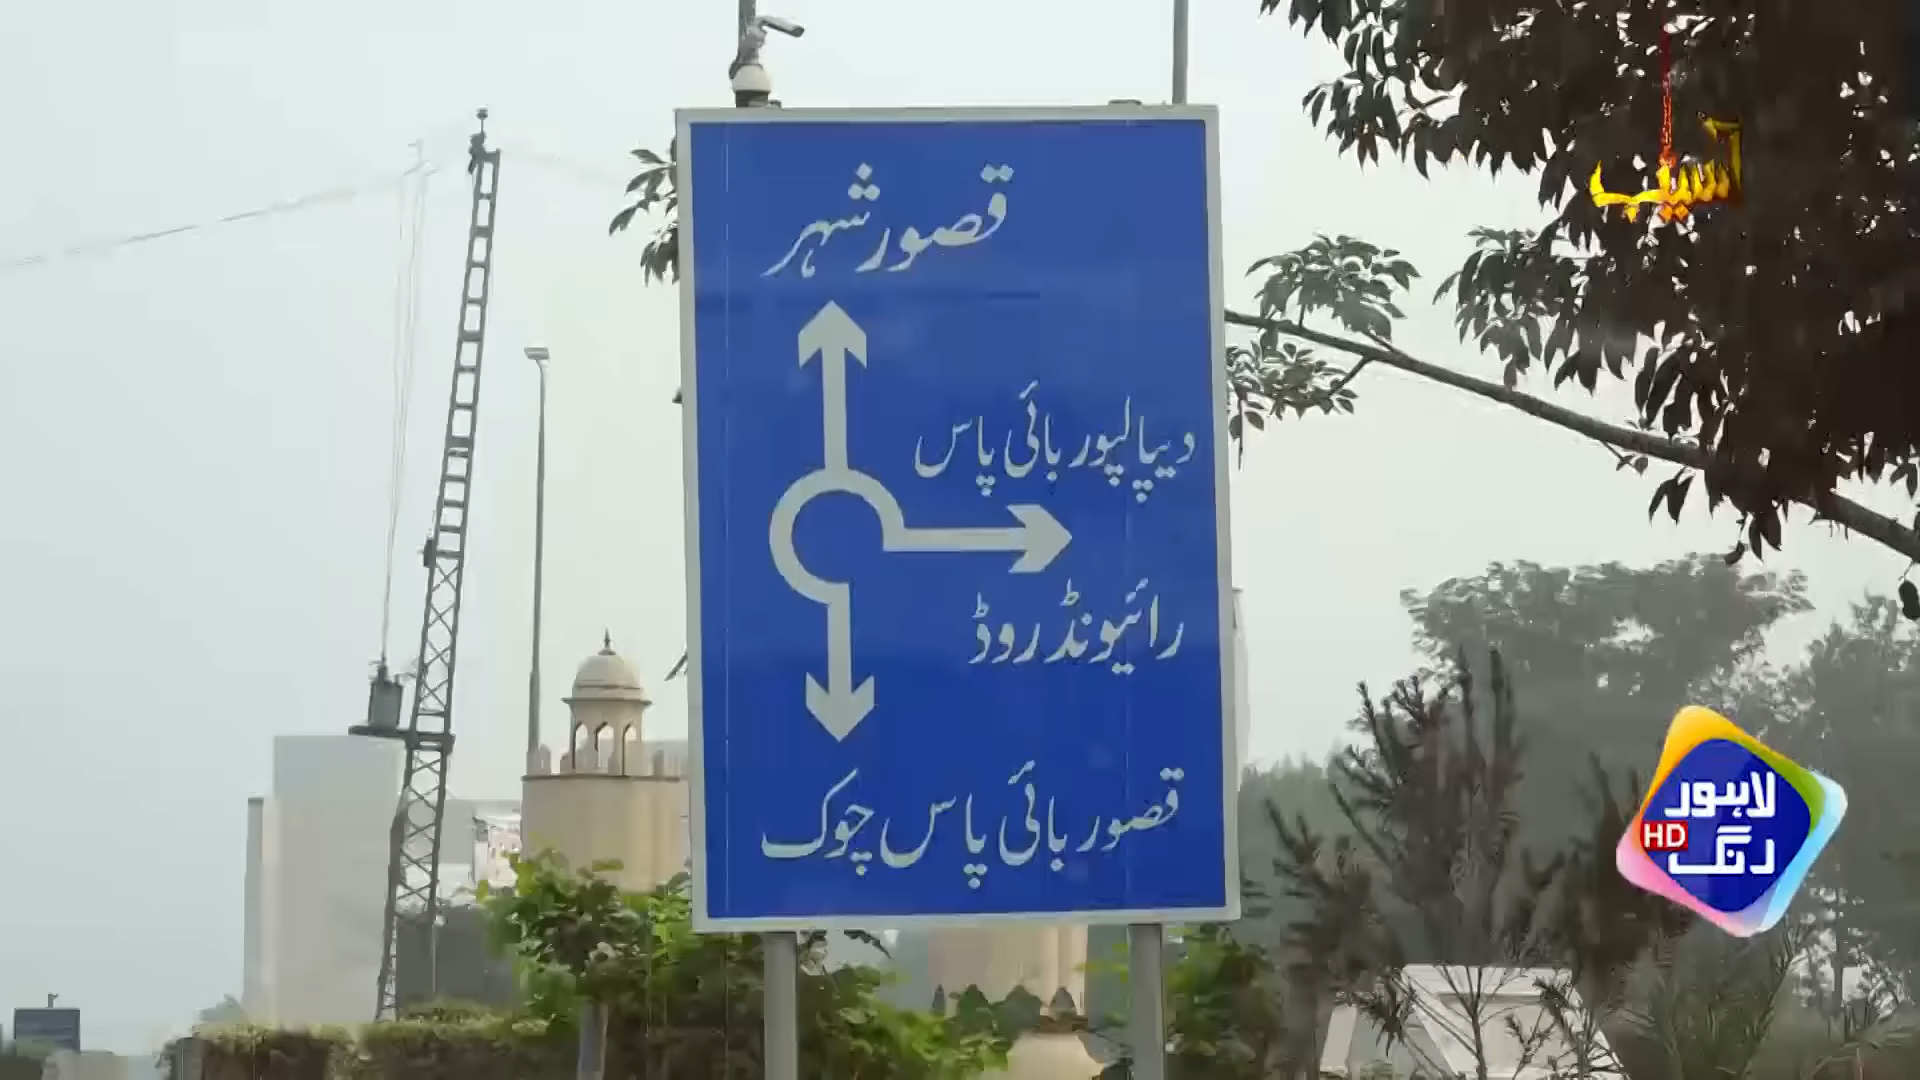 قصور شہر
دیپالپور بائی پاس
رائیونڈ روڈ
قصور بائی پاس چوک
آسیب
لاہور
HD
رنگ